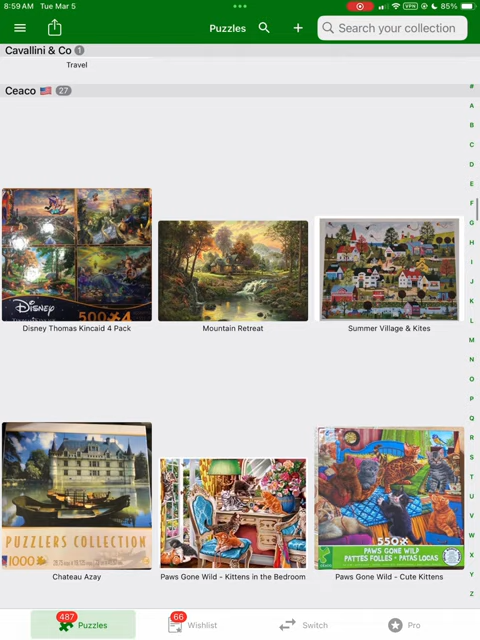 8:59 AM Tue Mar 5
VPN 85%
Puzzles
Search your collection
Cavallini & Co 1
Travel
Ceaco 🇺🇸 27
Disney
500 4
Disney Thomas Kincaid 4 Pack
Mountain Retreat
Summer Village & Kites
PUZZLERS COLLECTION
1000
Chateau Azay
Paws Gone Wild - Kittens in the Bedroom
550
PAWS GONE WILD
PATTES FOLLES • PATAS LOCAS
Paws Gone Wild - Cute Kittens
#
A
B
C
D
E
F
G
H
I
J
K
L
M
N
O
P
Q
R
S
T
U
V
W
X
Y
Z
487
Puzzles
66
Wishlist
Switch
Pro